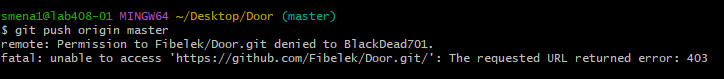 smena1@lab408-01 MINGW64 ~/Desktop/Door (master)
$ git push origin master
remote: Permission to Fibelek/Door.git denied to BlackDead701.
fatal: unable to access 'https://github.com/Fibelek/Door.git/': The requested URL returned error: 403